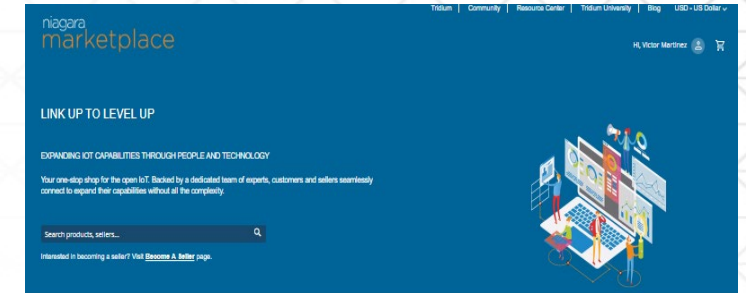 Tridium | Community | Resource Center | Tridium University | Blog USD - US Dollar
niagara
marketplace
Hi, Victor Martinez
LINK UP TO LEVEL UP
EXPANDING IOT CAPABILITIES THROUGH PEOPLE AND TECHNOLOGY
Your one-stop shop for the open IoT. Backed by a dedicated team of experts, customers and sellers seamlessly
connect to expand their capabilities without all the complexity.
Search products, sellers...
Interested in becoming a seller? Visit Become A Seller page.